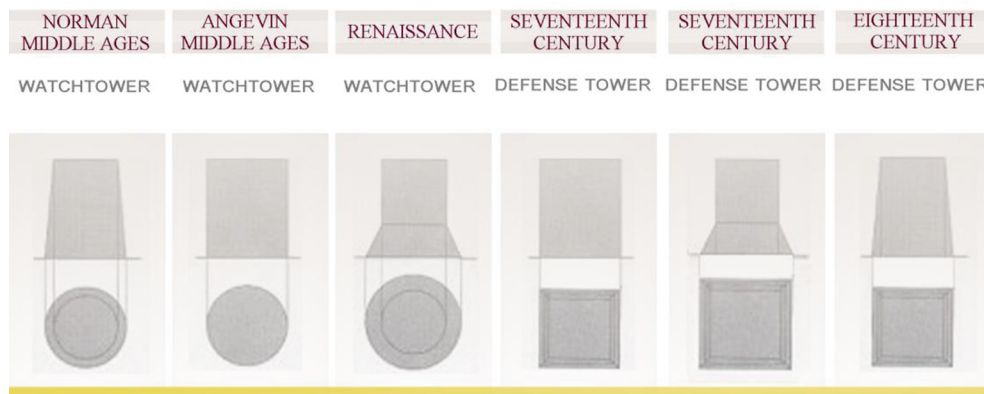 NORMAN
MIDDLE AGES
ANGEVIN
MIDDLE AGES
RENAISSANCE
SEVENTEENTH
CENTURY
SEVENTEENTH
CENTURY
EIGHTEENTH
CENTURY
WATCHTOWER
WATCHTOWER
WATCHTOWER
DEFENSE TOWER
DEFENSE TOWER
DEFENSE TOWER